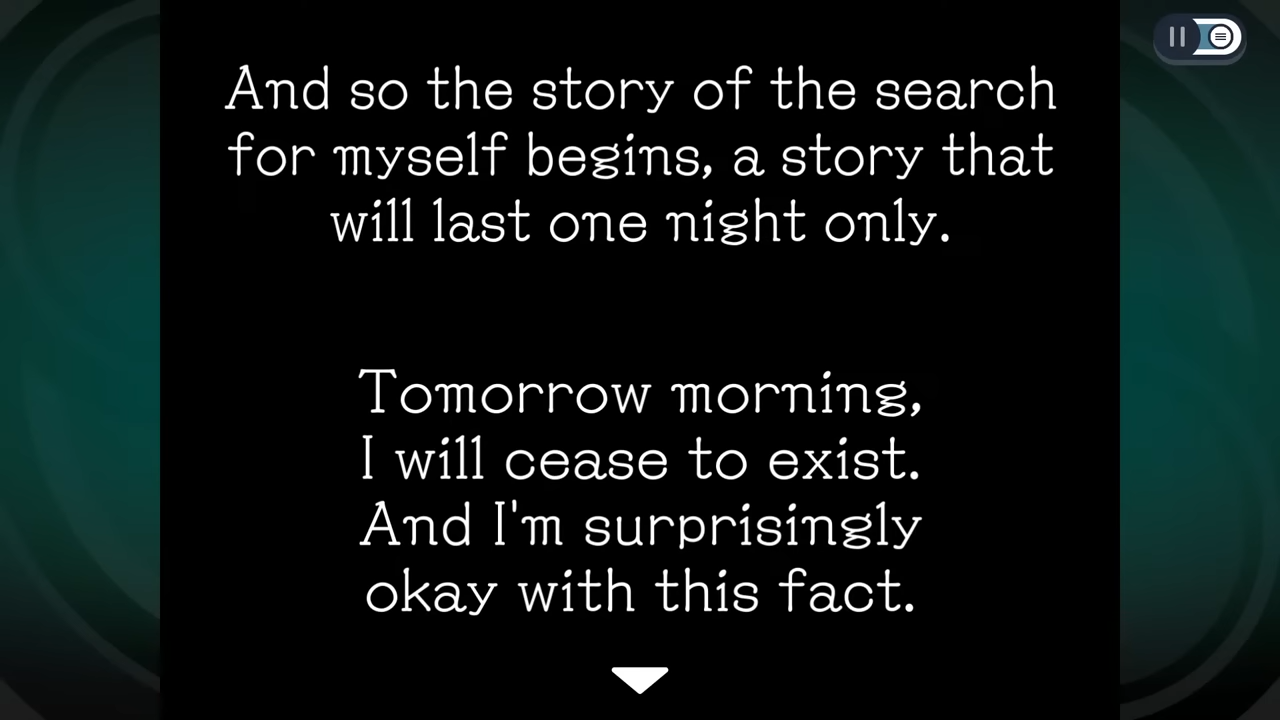 And so the story of the search
for myself begins, a story that
will last one night only.
Tomorrow morning,
I will cease to exist.
And I'm surprisingly
okay with this fact.